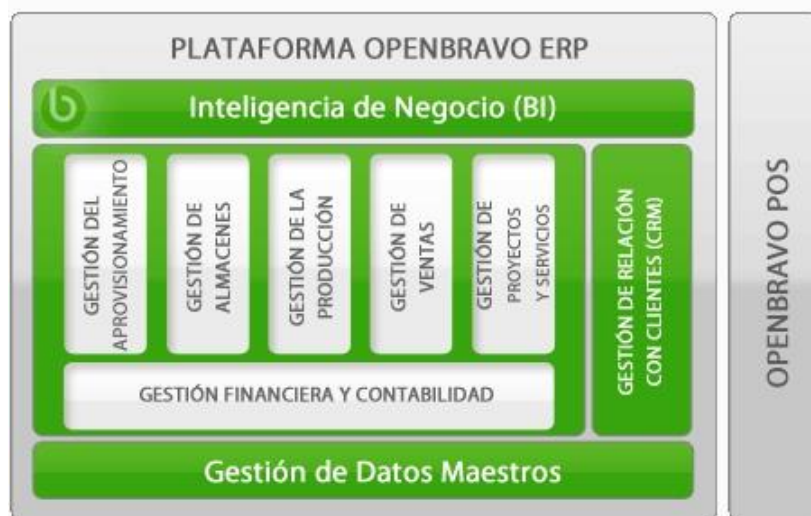 PLATAFORMA OPENBRAVO ERP
Inteligencia de Negocio (BI)
GESTIÓN DEL
APROVISIONAMIENTO
GESTIÓN DE
ALMACENES
GESTIÓN DE LA
PRODUCCIÓN
GESTIÓN DE
VENTAS
GESTIÓN DE
PROYECTOS
Y SERVICIOS
GESTIÓN FINANCIERA Y CONTABILIDAD
GESTIÓN DE RELACIÓN
CON CLIENTES (CRM)
Gestión de Datos Maestros
OPENBRAVO POS